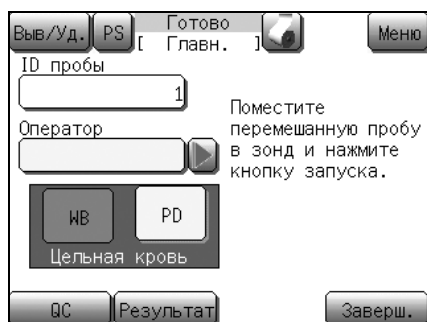 Выв/Уд. PS Готово Меню
[ Главн. ]
ID пробы
1
Оператор
Поместите
перемешанную пробу
в зонд и нажмите
кнопку запуска.
WB PD
Цельная кровь
QC Результат Заверш.